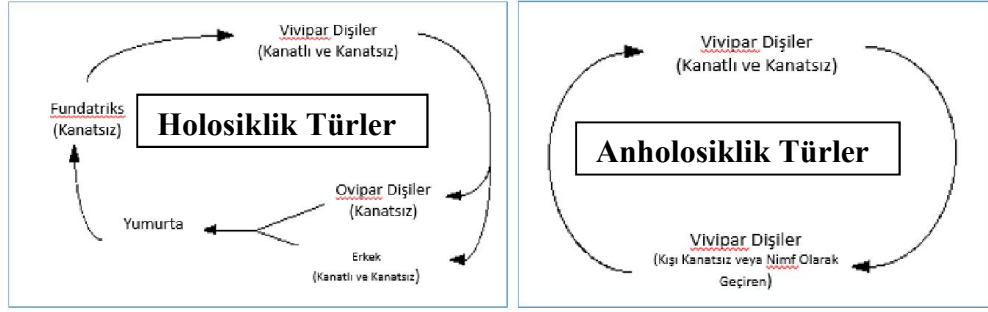 Vivipar Dişiler
(Kanatlı ve Kanatsız)
Fundatriks
(Kanatsız)
Holosiklik Türler
Ovipar Dişiler
(Kanatsız)
Yumurta
Erkek
(Kanatlı ve Kanatsız)
Vivipar Dişiler
(Kanatlı ve Kanatsız)
Anholosiklik Türler
Vivipar Dişiler
(Kışı Kanatsız veya Nimf Olarak
Geçiren)